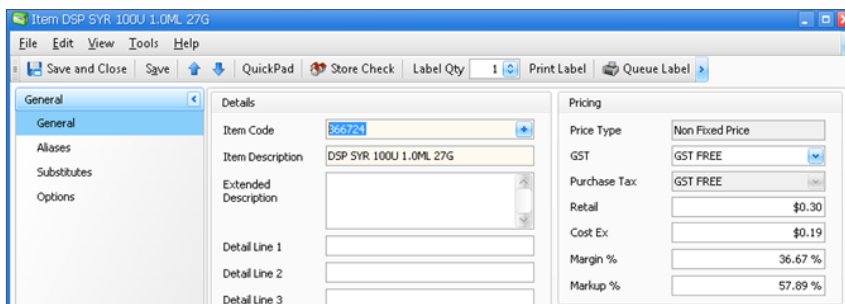 Item DSP SYR 100U 1.0ML 27G
File Edit View Tools Help
Save and Close Save QuickPad Store Check Label Qty 1 Print Label Queue Label
General
General
Aliases
Substitutes
Options
Details
Item Code 366724
Item Description DSP SYR 100U 1.0ML 27G
Extended
Description
Detail Line 1
Detail Line 2
Detail Line 3
Pricing
Price Type Non Fixed Price
GST GST FREE
Purchase Tax GST FREE
Retail $0.30
Cost Ex $0.19
Margin % 36.67 %
Markup % 57.89 %